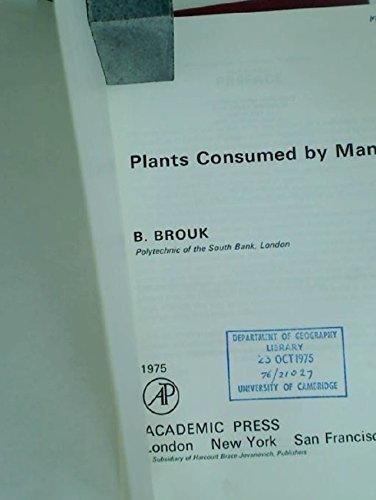 Plants Consumed by Man
B. BROUK
Polytechnic of the South Bank, London
DEPARTMENT OF GEOGRAPHY
LIBRARY
23 OCT 1975
76/21027
UNIVERSITY OF CAMBRIDGE
1975
AP
ACADEMIC PRESS
London New York San Francisc
Subsidiary of Harcourt Brace Jovanovich, Publishers